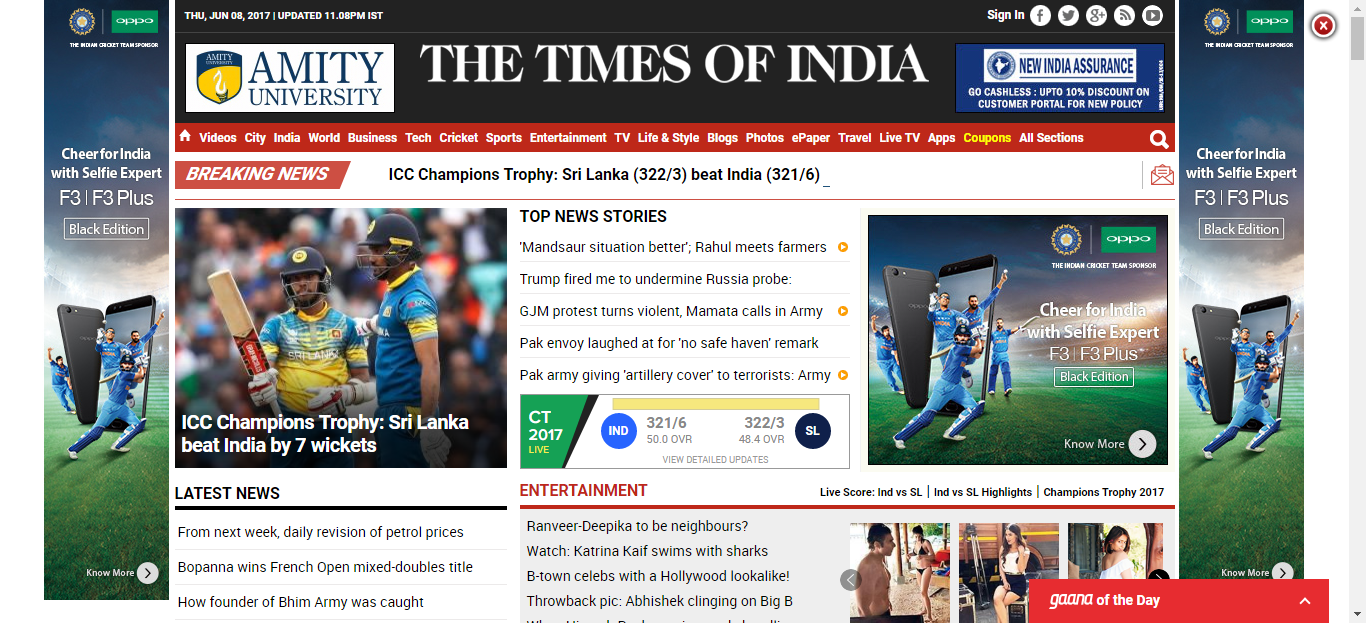 THE INDIAN CRICKET TEAM SPONSOR
oppo
Cheer for India
with Selfie Expert
F3 | F3 Plus
Black Edition
Know More
THU, JUN 08, 2017 | UPDATED 11.08PM IST
Sign In
AMITY
UNIVERSITY
AMITY
UNIVERSITY
THE TIMES OF INDIA
NEW INDIA ASSURANCE
GO CASHLESS : UPTO 10% DISCOUNT ON
CUSTOMER PORTAL FOR NEW POLICY
Videos City India World Business Tech Cricket Sports Entertainment TV Life & Style Blogs Photos ePaper Travel Live TV Apps Coupons All Sections
BREAKING NEWS
ICC Champions Trophy: Sri Lanka (322/3) beat India (321/6) _
SRI LANKA
ICC Champions Trophy: Sri Lanka
beat India by 7 wickets
LATEST NEWS
From next week, daily revision of petrol prices
Bopanna wins French Open mixed-doubles title
How founder of Bhim Army was caught
TOP NEWS STORIES
'Mandsaur situation better'; Rahul meets farmers
Trump fired me to undermine Russia probe:
GJM protest turns violent, Mamata calls in Army
Pak envoy laughed at for 'no safe haven' remark
Pak army giving 'artillery cover' to terrorists: Army
CT
2017
LIVE
IND
321/6
50.0 OVR
322/3
48.4 OVR
SL
VIEW DETAILED UPDATES
oppo
THE INDIAN CRICKET TEAM SPONSOR
Cheer for India
with Selfie Expert
F3 | F3 Plus
Black Edition
Know More
ENTERTAINMENT
Live Score: Ind vs SL | Ind vs SL Highlights | Champions Trophy 2017
Ranveer-Deepika to be neighbours?
Watch: Katrina Kaif swims with sharks
B-town celebs with a Hollywood lookalike!
Throwback pic: Abhishek clinging on Big B
oppo
THE INDIAN CRICKET TEAM SPONSOR
Cheer for India
with Selfie Expert
F3 | F3 Plus
Black Edition
Know More
gaana of the Day